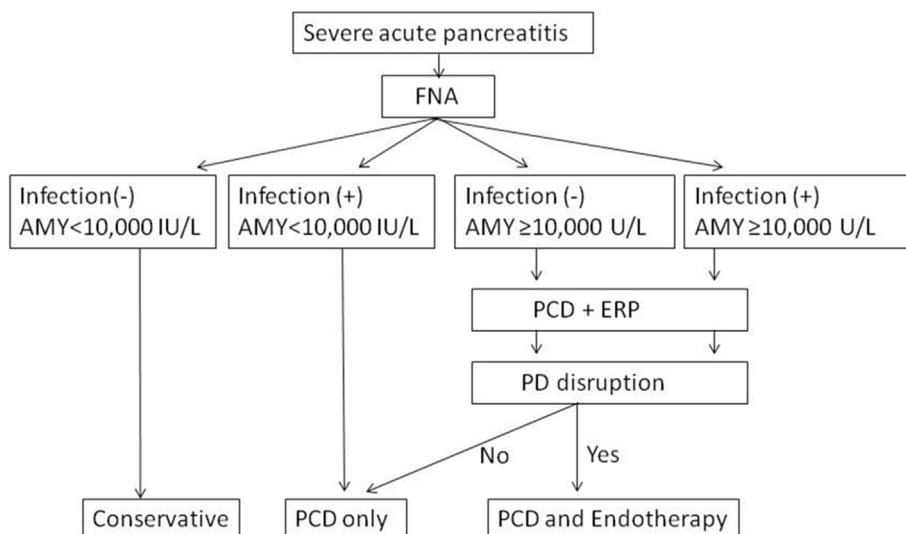 Severe acute pancreatitis
FNA
Infection(-)
AMY<10,000 IU/L
Infection (+)
AMY<10,000 IU/L
Infection (-)
AMY ≥10,000 U/L
Infection (+)
AMY ≥10,000 U/L
PCD + ERP
PD disruption
No
Yes
Conservative
PCD only
PCD and Endotherapy